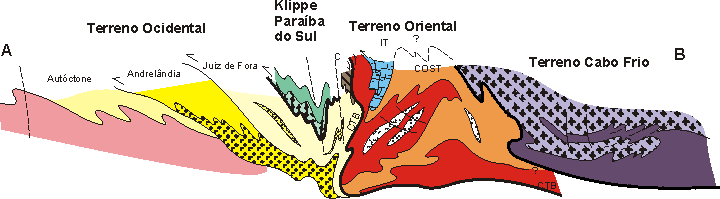 Klippe
Paraíba
do Sul
Terreno Ocidental
Terreno Oriental
A
B
Terreno Cabo Frio
Autóctone
Andrelândia
Juiz de Fora
P
IT
?
COST
CTB
?
CTB